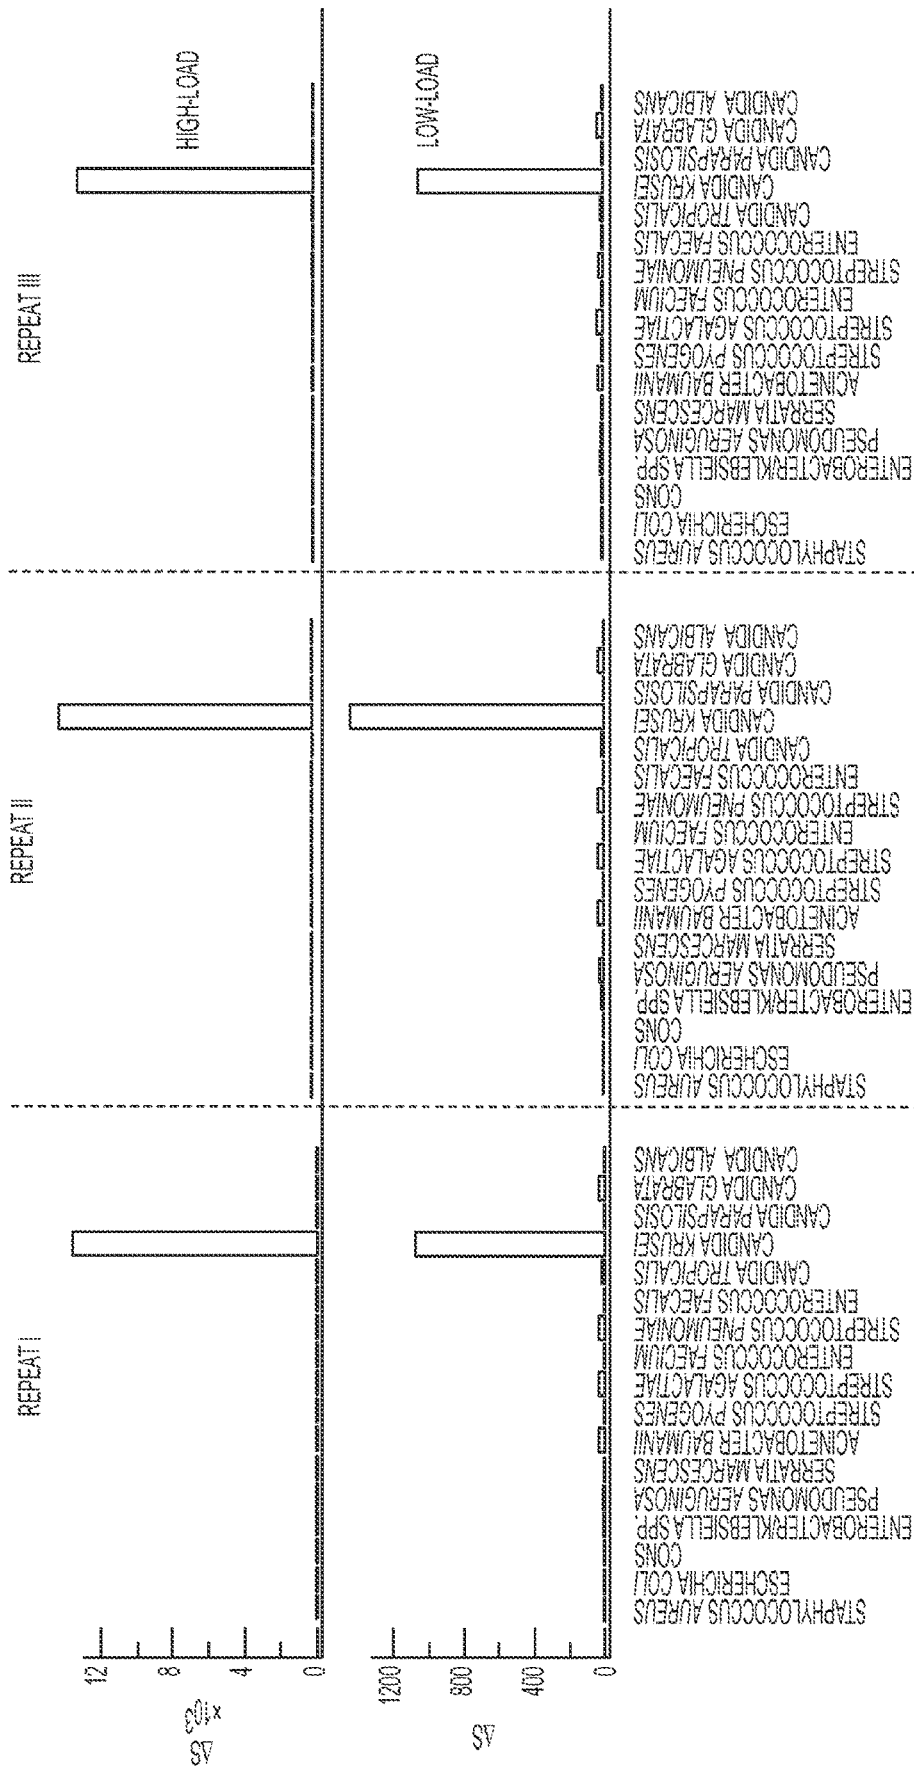 REPEAT I
REPEAT II
REPEAT III
HIGH-LOAD
ΔS
×10³
12
8
4
0
LOW-LOAD
ΔS
1200
800
400
0
STAPHYLOCOCCUS AUREUS
ESCHERICHIA COLI
CONS
ENTEROBACTER/KLEBSIELLA SPP.
PSEUDOMONAS AERUGINOSA
SERRATIA MARCESCENS
ACINETOBACTER BAUMANII
STREPTOCOCCUS PYOGENES
STREPTOCOCCUS AGALACTIAE
ENTEROCOCCUS FAECIUM
STREPTOCOCCUS PNEUMONIAE
ENTEROCOCCUS FAECALIS
CANDIDA TROPICALIS
CANDIDA KRUSEI
CANDIDA PARAPSILOSIS
CANDIDA GLABRATA
CANDIDA ALBICANS
STAPHYLOCOCCUS AUREUS
ESCHERICHIA COLI
CONS
ENTEROBACTER/KLEBSIELLA SPP.
PSEUDOMONAS AERUGINOSA
SERRATIA MARCESCENS
ACINETOBACTER BAUMANII
STREPTOCOCCUS PYOGENES
STREPTOCOCCUS AGALACTIAE
ENTEROCOCCUS FAECIUM
STREPTOCOCCUS PNEUMONIAE
ENTEROCOCCUS FAECALIS
CANDIDA TROPICALIS
CANDIDA KRUSEI
CANDIDA PARAPSILOSIS
CANDIDA GLABRATA
CANDIDA ALBICANS
STAPHYLOCOCCUS AUREUS
ESCHERICHIA COLI
CONS
ENTEROBACTER/KLEBSIELLA SPP.
PSEUDOMONAS AERUGINOSA
SERRATIA MARCESCENS
ACINETOBACTER BAUMANII
STREPTOCOCCUS PYOGENES
STREPTOCOCCUS AGALACTIAE
ENTEROCOCCUS FAECIUM
STREPTOCOCCUS PNEUMONIAE
ENTEROCOCCUS FAECALIS
CANDIDA TROPICALIS
CANDIDA KRUSEI
CANDIDA PARAPSILOSIS
CANDIDA GLABRATA
CANDIDA ALBICANS